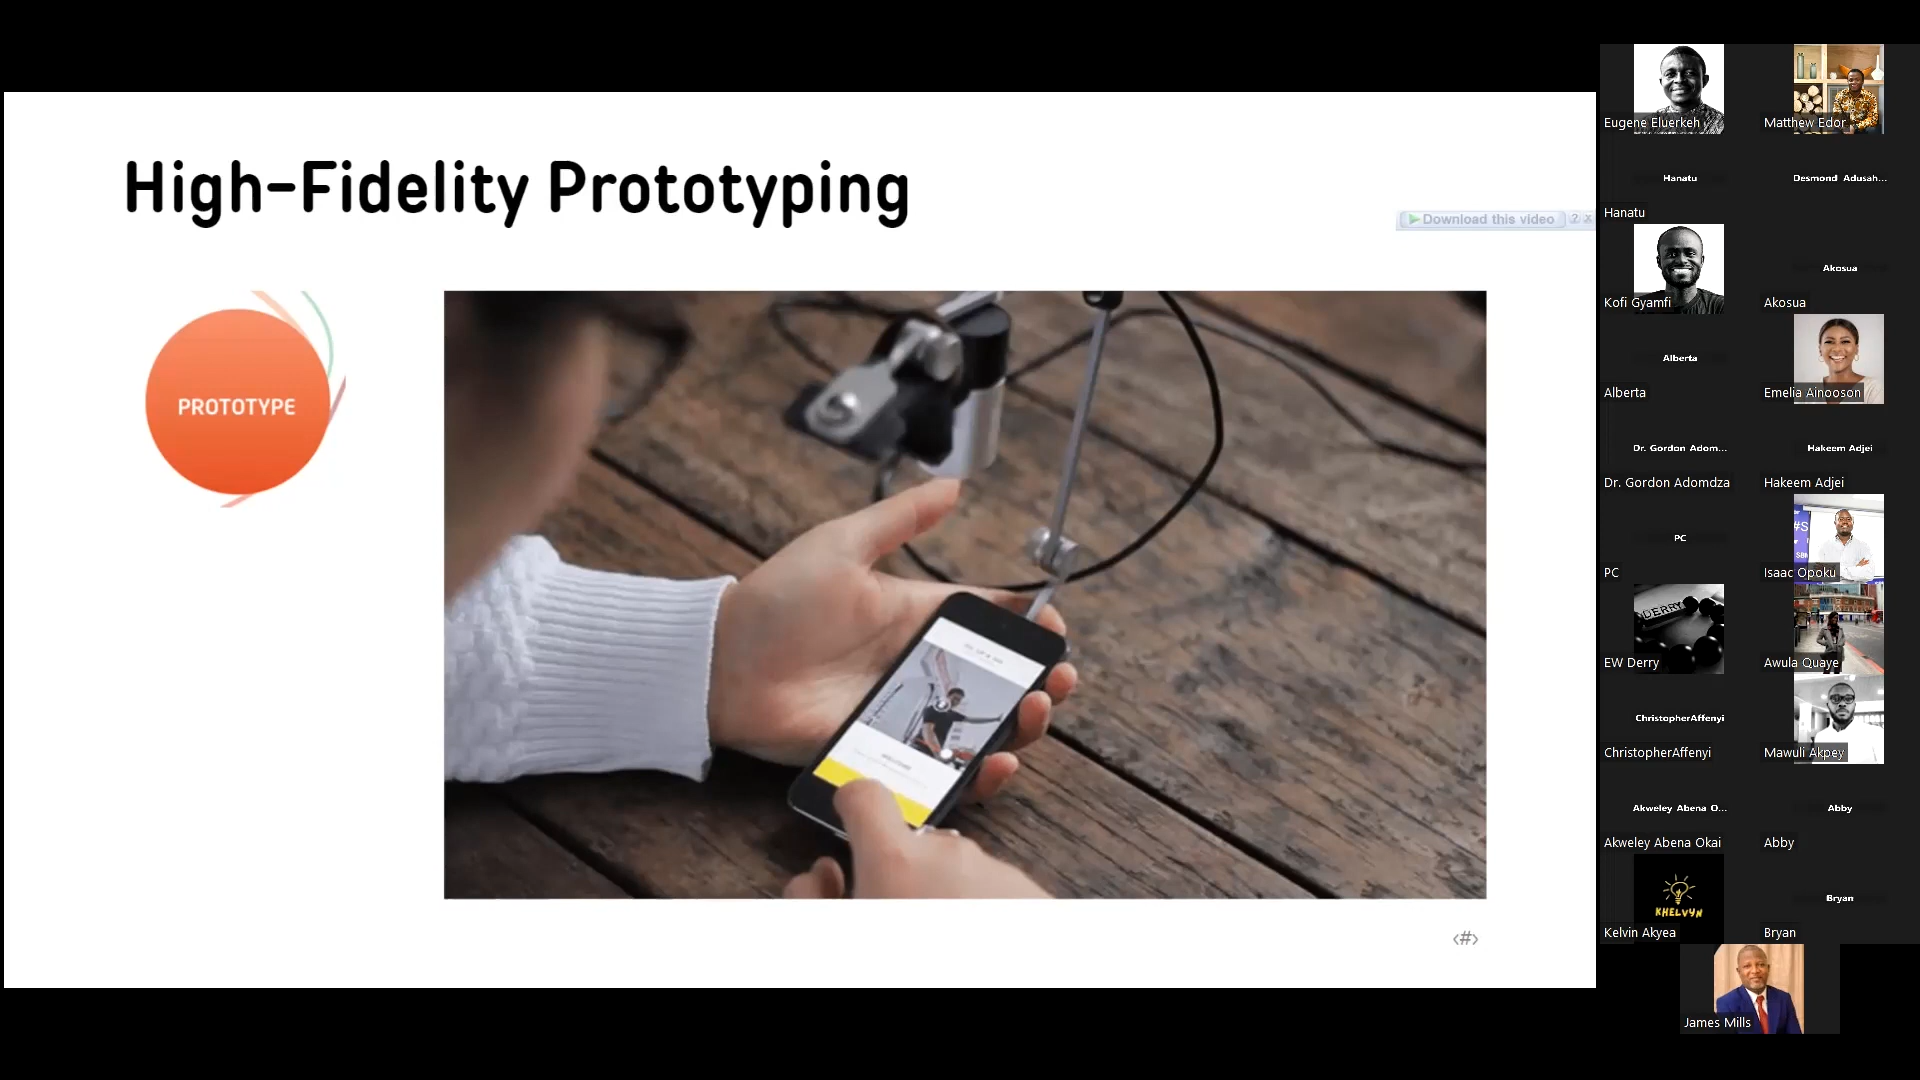 High-Fidelity Prototyping
Download this video ? x
PROTOTYPE
<#>
Eugene Eluerkeh
Matthew Edor
Hanatu
Desmond Adusah...
Hanatu
Kofi Gyamfi
Akosua
Akosua
Alberta
Alberta
Emelia Ainooson
Dr. Gordon Adom...
Hakeem Adjei
Dr. Gordon Adomdza
Hakeem Adjei
PC
#S
PC
Isaac Opoku
DERRY
EW Derry
Awula Quaye
ChristopherAffenyi
ChristopherAffenyi
Mawuli Akpey
Akweley Abena O...
Abby
Akweley Abena Okai
Abby
KHELVYN
Bryan
Kelvin Akyea
Bryan
James Mills